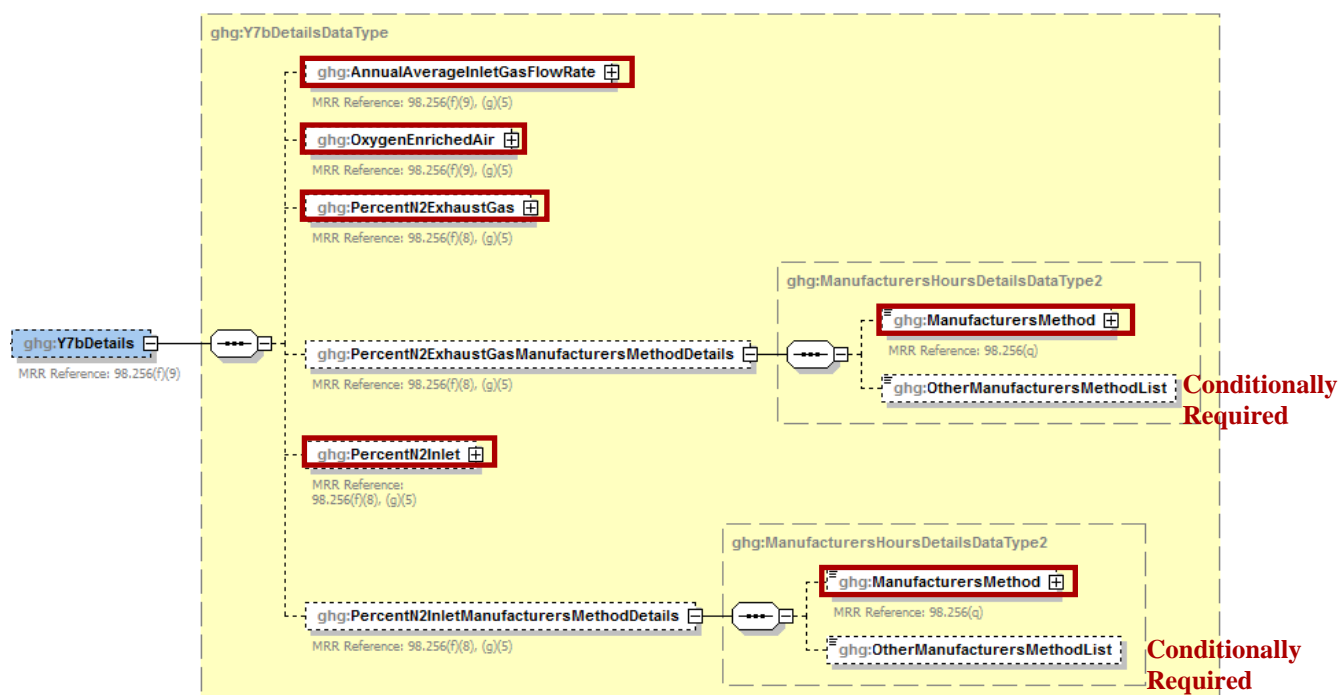 ghg:Y7bDetailsDataType
ghg:AnnualAverageInletGasFlowRate
MRR Reference: 98.256(f)(9), (g)(5)
ghg:OxygenEnrichedAir
MRR Reference: 98.256(f)(9), (g)(5)
ghg:PercentN2ExhaustGas
MRR Reference: 98.256(f)(8), (g)(5)
ghg:ManufacturersHoursDetailsDataType2
ghg:ManufacturersMethod
MRR Reference: 98.256(q)
ghg:Y7bDetails
MRR Reference: 98.256(f)(9)
ghg:PercentN2ExhaustGasManufacturersMethodDetails
MRR Reference: 98.256(f)(8), (g)(5)
ghg:OtherManufacturersMethodList
Conditionally
Required
ghg:PercentN2Inlet
MRR Reference:
98.256(f)(8), (g)(5)
ghg:ManufacturersHoursDetailsDataType2
ghg:ManufacturersMethod
MRR Reference: 98.256(q)
ghg:PercentN2InletManufacturersMethodDetails
MRR Reference: 98.256(f)(8), (g)(5)
ghg:OtherManufacturersMethodList
Conditionally
Required